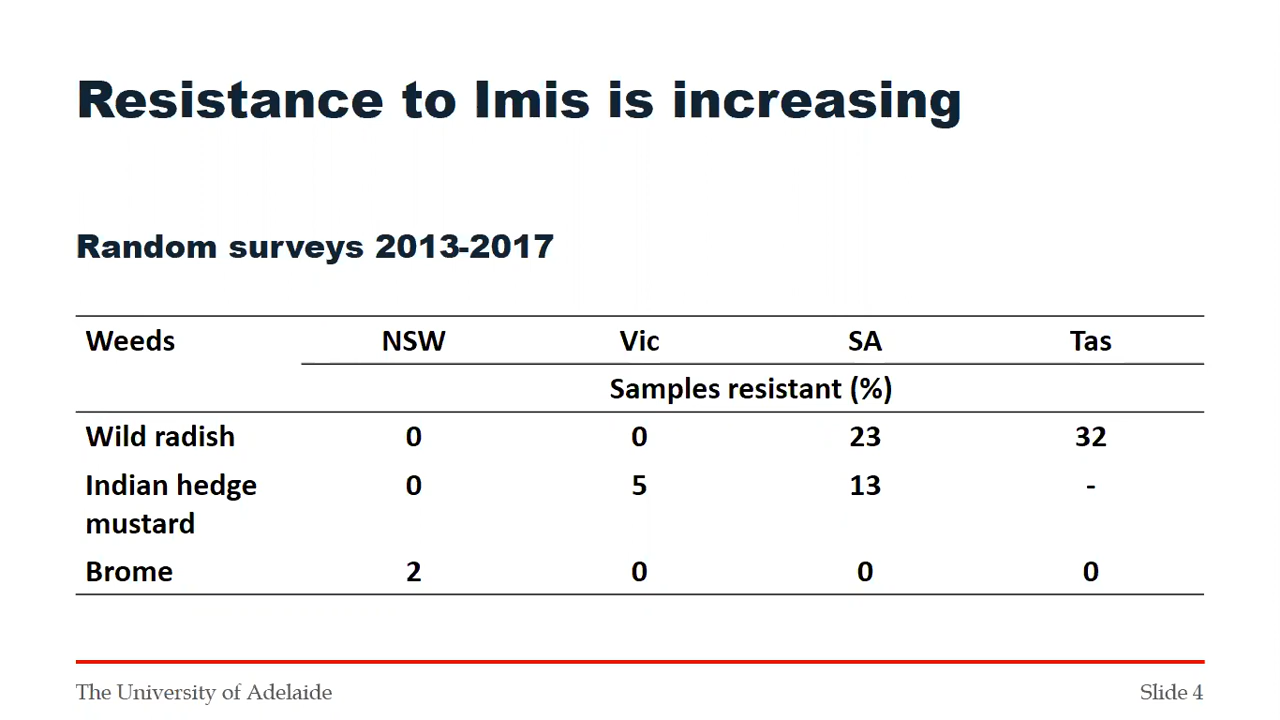 Resistance to Imis is increasing
Random surveys 2013-2017
Weeds NSW Vic SA Tas
Samples resistant (%)
Wild radish 0 0 23 32
Indian hedge 0 5 13 -
mustard
Brome 2 0 0 0
The University of Adelaide Slide 4